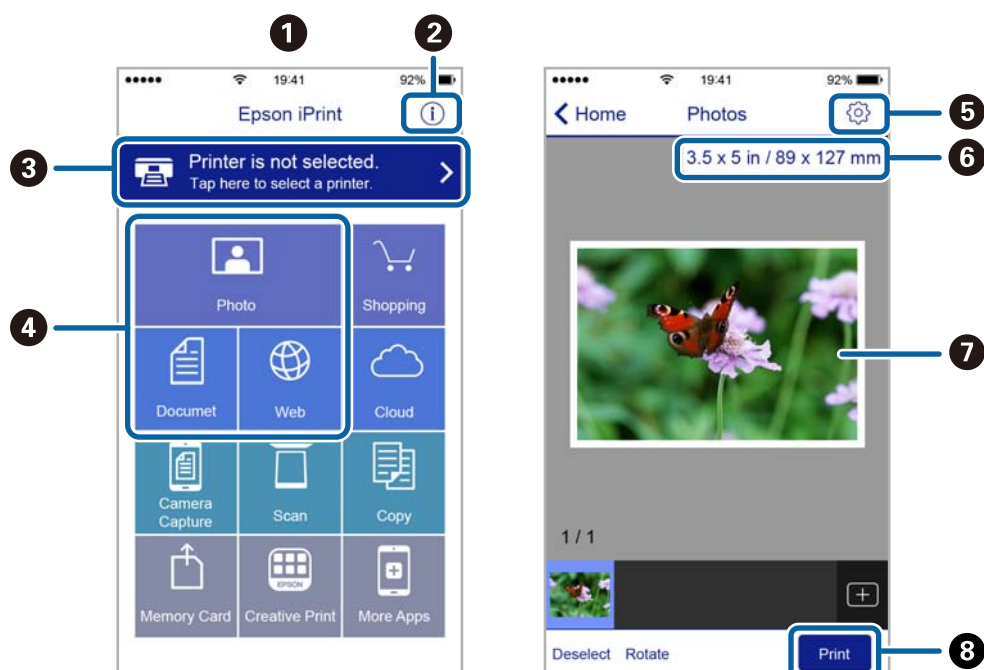 1
2
19:41
92%
Epson iPrint
3
Printer is not selected.
Tap here to select a printer.
4
Photo
Shopping
Documet
Web
Cloud
Camera
Capture
Scan
Copy
EPSON
Memory Card
Creative Print
More Apps
19:41
92%
Home
Photos
5
3.5 x 5 in / 89 x 127 mm
6
7
1 / 1
Deselect
Rotate
Print
8